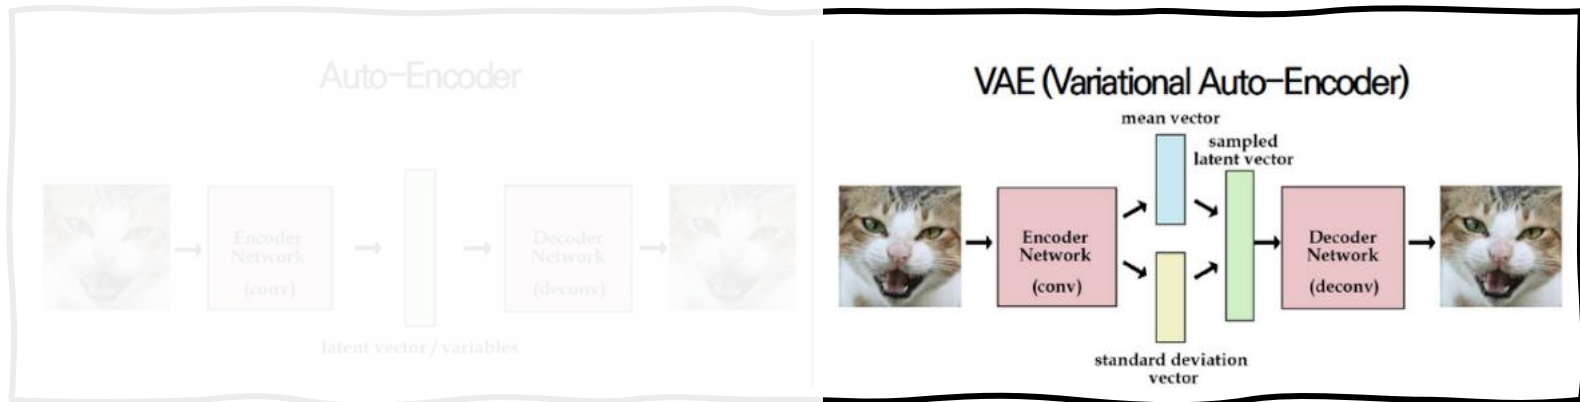 Auto-Encoder
Encoder
Network
(conv)
Decoder
Network
(deconv)
latent vector / variables
VAE (Variational Auto-Encoder)
mean vector
sampled
latent vector
Encoder
Network
(conv)
Decoder
Network
(deconv)
standard deviation
vector